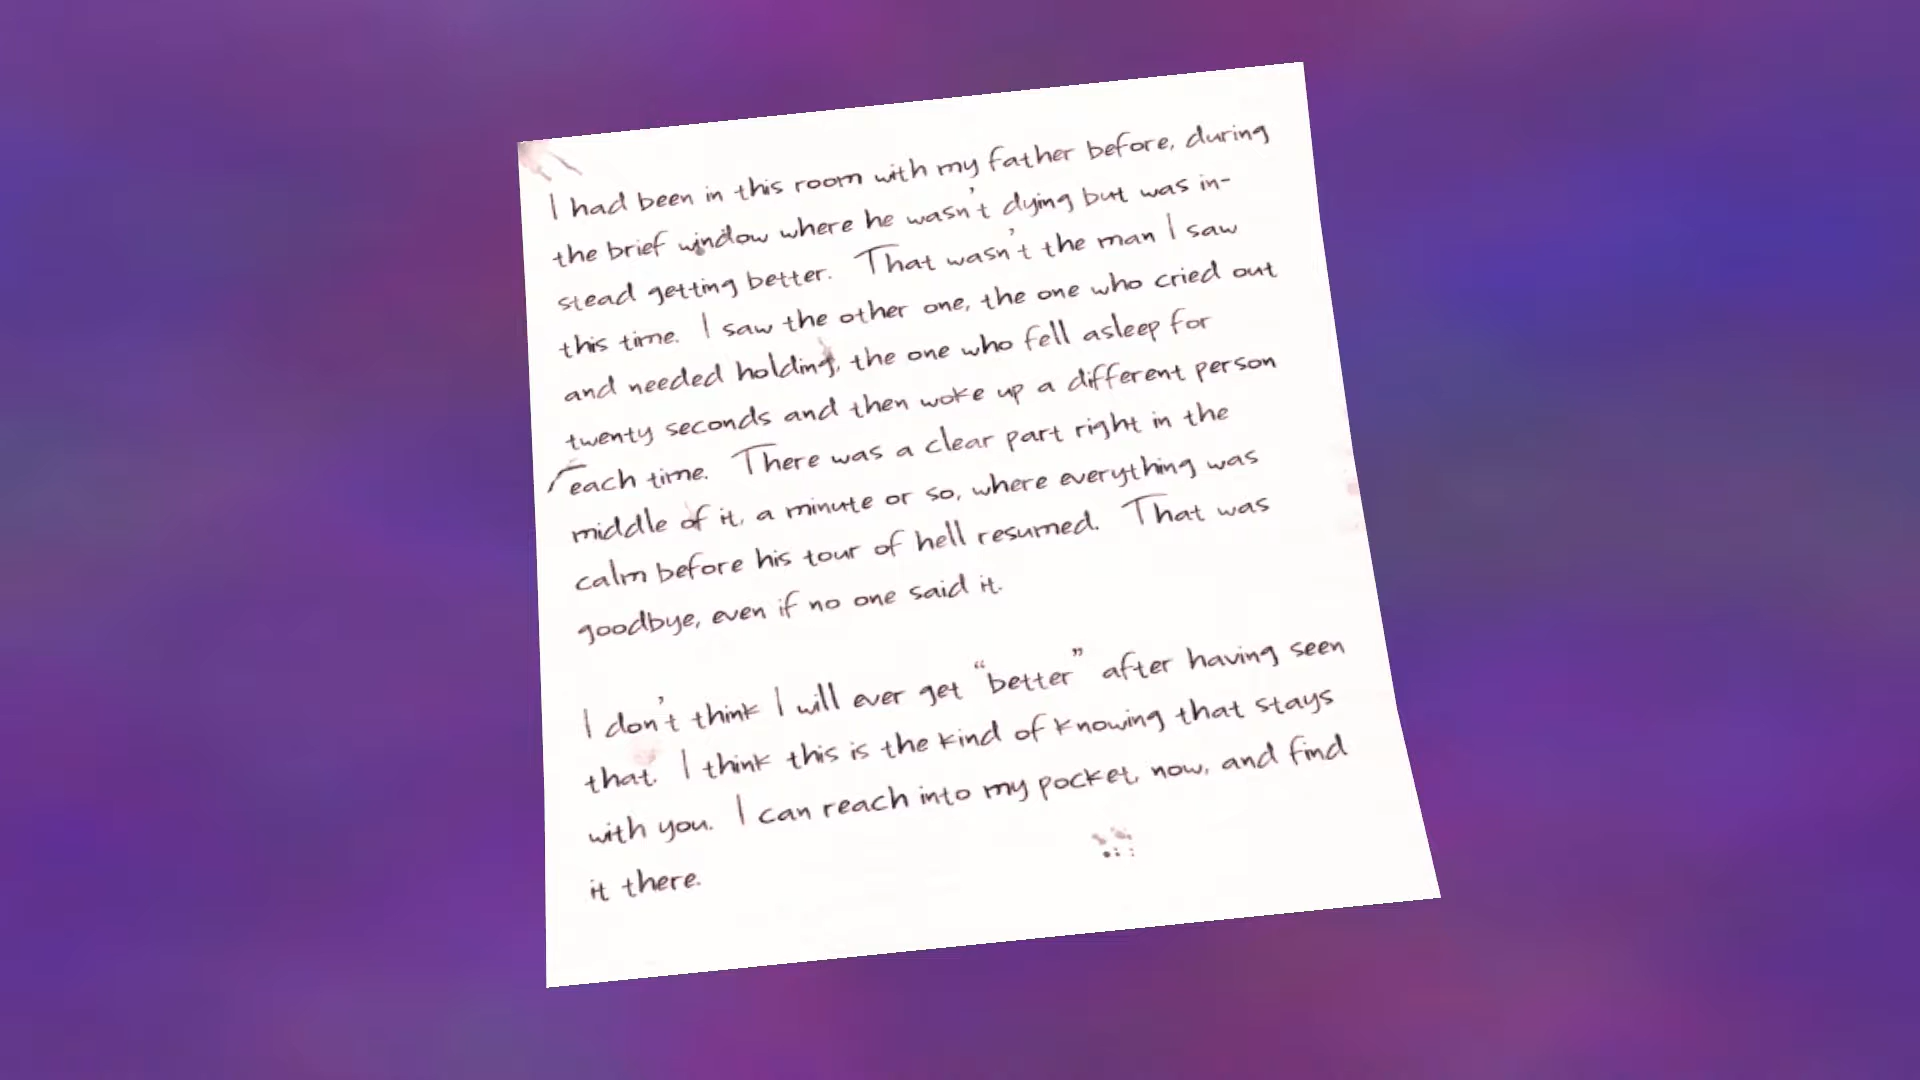 I had been in this room with my father before, during
the brief window where he wasn't dying but was in-
stead getting better. That wasn't the man I saw
this time. I saw the other one, the one who cried out
and needed holding, the one who fell asleep for
twenty seconds and then woke up a different person
each time. There was a clear part right in the
middle of it, a minute or so, where everything was
calm before his tour of hell resumed. That was
goodbye, even if no one said it.
I don't think I will ever get "better" after having seen
that. I think this is the kind of knowing that stays
with you. I can reach into my pocket, now, and find
it there.